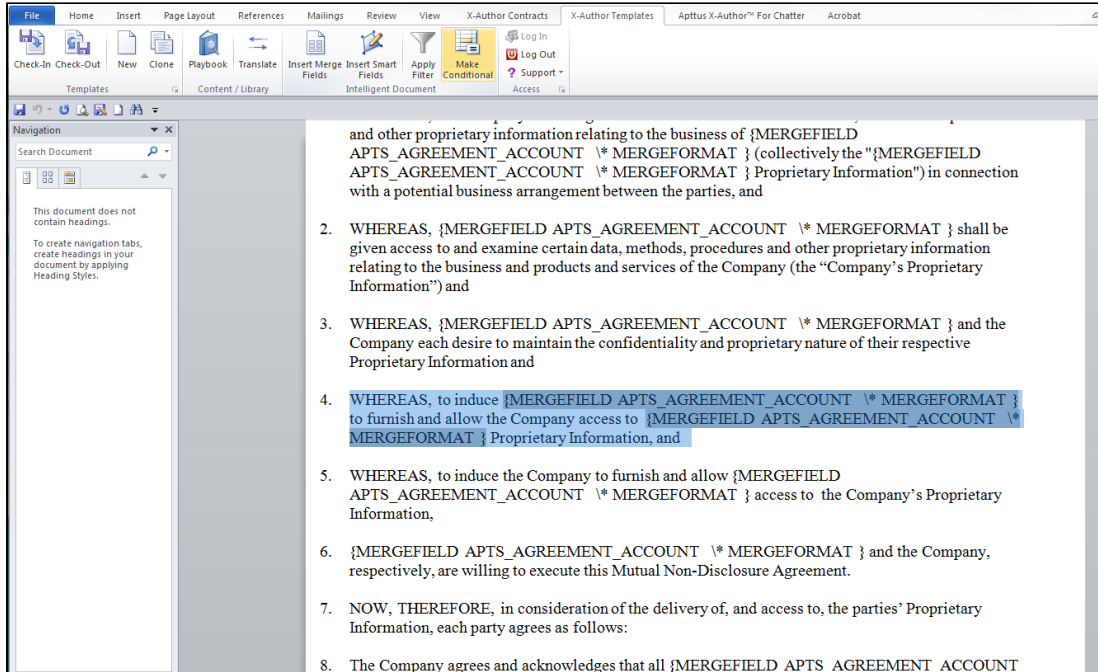 File Home Insert Page Layout References Mailings Review View X-Author Contracts X-Author Templates Apttus X-Author™ For Chatter Acrobat
Check-In Check-Out New Clone Playbook Translate Insert Merge Fields Insert Smart Fields Apply Filter Make Conditional Log In
Log Out
? Support
Templates Content / Library Intelligent Document Access
Navigation
Search Document
This document does not
contain headings.
To create navigation tabs,
create headings in your
document by applying
Heading Styles.
and other proprietary information relating to the business of {MERGEFIELD
APTS_AGREEMENT_ACCOUNT \* MERGEFORMAT } (collectively the "{MERGEFIELD
APTS_AGREEMENT_ACCOUNT \* MERGEFORMAT } Proprietary Information") in connection
with a potential business arrangement between the parties, and
2. WHEREAS, {MERGEFIELD APTS_AGREEMENT_ACCOUNT \* MERGEFORMAT } shall be
given access to and examine certain data, methods, procedures and other proprietary information
relating to the business and products and services of the Company (the “Company’s Proprietary
Information”) and
3. WHEREAS, {MERGEFIELD APTS_AGREEMENT_ACCOUNT \* MERGEFORMAT } and the
Company each desire to maintain the confidentiality and proprietary nature of their respective
Proprietary Information and
4. WHEREAS, to induce {MERGEFIELD APTS_AGREEMENT_ACCOUNT \* MERGEFORMAT }
to furnish and allow the Company access to {MERGEFIELD APTS_AGREEMENT_ACCOUNT \*
MERGEFORMAT } Proprietary Information, and
5. WHEREAS, to induce the Company to furnish and allow {MERGEFIELD
APTS_AGREEMENT_ACCOUNT \* MERGEFORMAT } access to the Company’s Proprietary
Information,
6. {MERGEFIELD APTS_AGREEMENT_ACCOUNT \* MERGEFORMAT } and the Company,
respectively, are willing to execute this Mutual Non-Disclosure Agreement.
7. NOW, THEREFORE, in consideration of the delivery of, and access to, the parties’ Proprietary
Information, each party agrees as follows:
8. The Company agrees and acknowledges that all {MERGEFIELD APTS_AGREEMENT_ACCOUNT